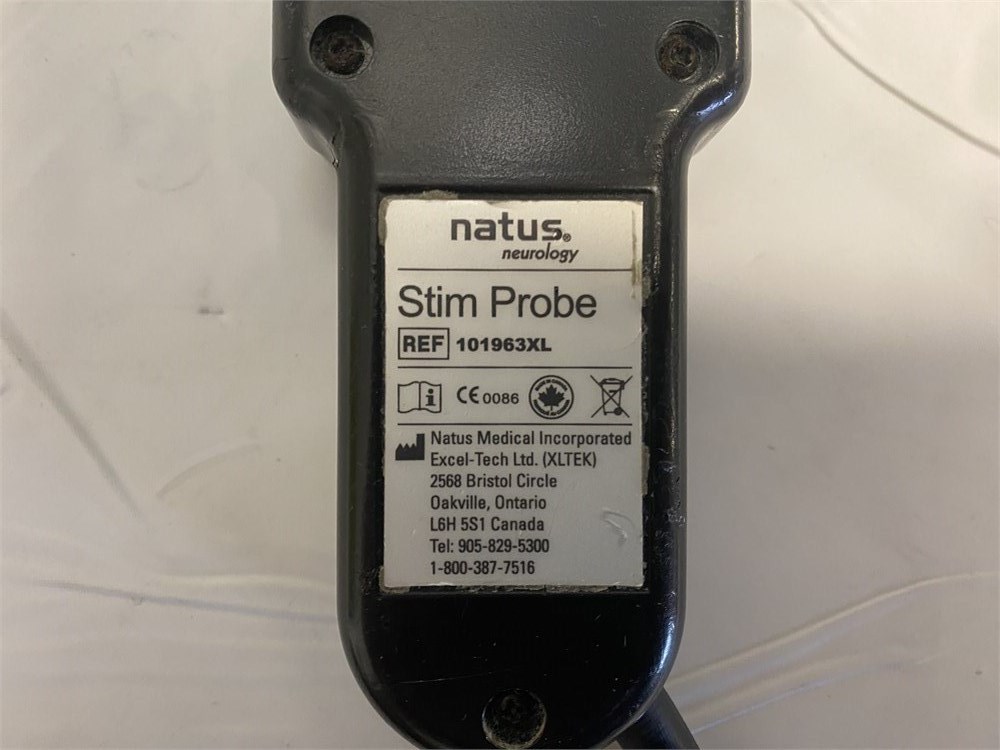 natus®
neurology
Stim Probe
REF 101963XL
i CE 0086
Natus Medical Incorporated
Excel-Tech Ltd. (XLTEK)
2568 Bristol Circle
Oakville, Ontario
L6H 5S1 Canada
Tel: 905-829-5300
1-800-387-7516